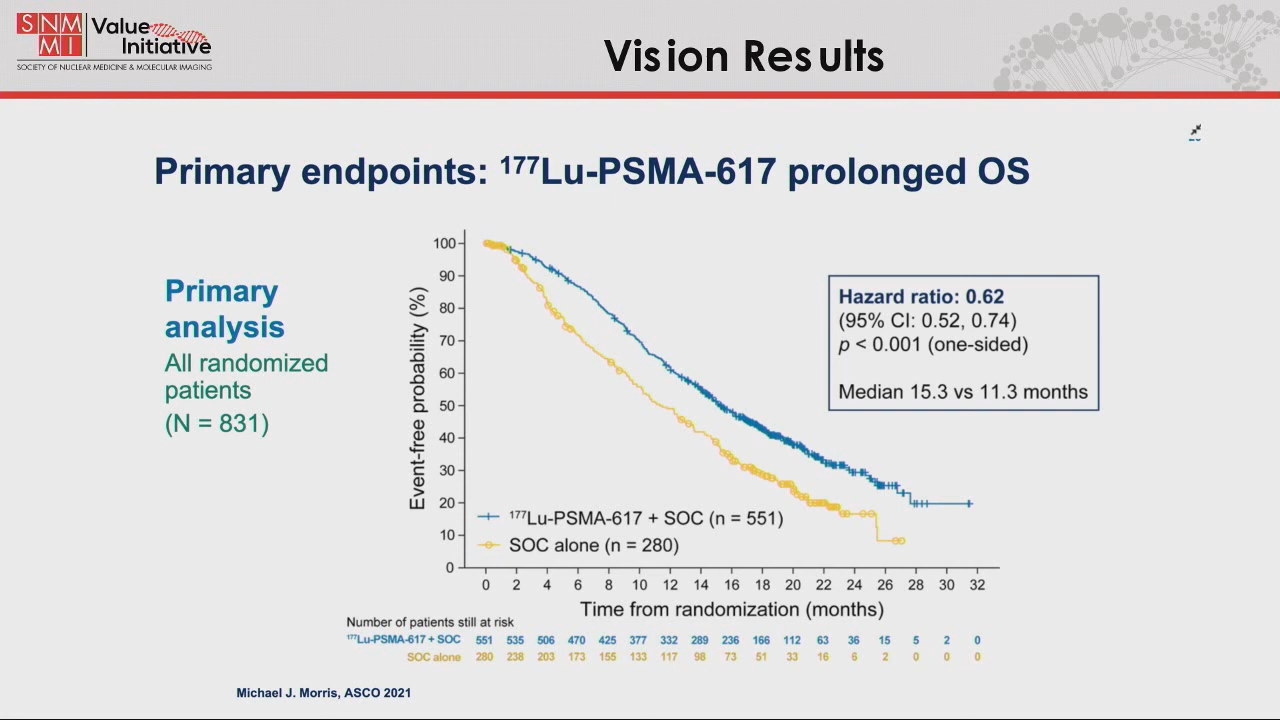 SNM
MI
Value
Initiative
SOCIETY OF NUCLEAR MEDICINE & MOLECULAR IMAGING
Vision Results
Primary endpoints: ¹⁷⁷Lu-PSMA-617 prolonged OS
Primary
analysis
All randomized
patients
(N = 831)
Event-free probability (%)
100
90
80
70
60
50
40
30
20
10
0
Hazard ratio: 0.62
(95% CI: 0.52, 0.74)
p < 0.001 (one-sided)
Median 15.3 vs 11.3 months
¹⁷⁷Lu-PSMA-617 + SOC (n = 551)
SOC alone (n = 280)
0 2 4 6 8 10 12 14 16 18 20 22 24 26 28 30 32
Time from randomization (months)
Number of patients still at risk
¹⁷⁷Lu-PSMA-617 + SOC 551 535 506 470 425 377 332 289 236 166 112 63 36 15 5 2 0
SOC alone 280 238 203 173 155 133 117 98 73 51 33 16 6 2 0 0 0
Michael J. Morris, ASCO 2021